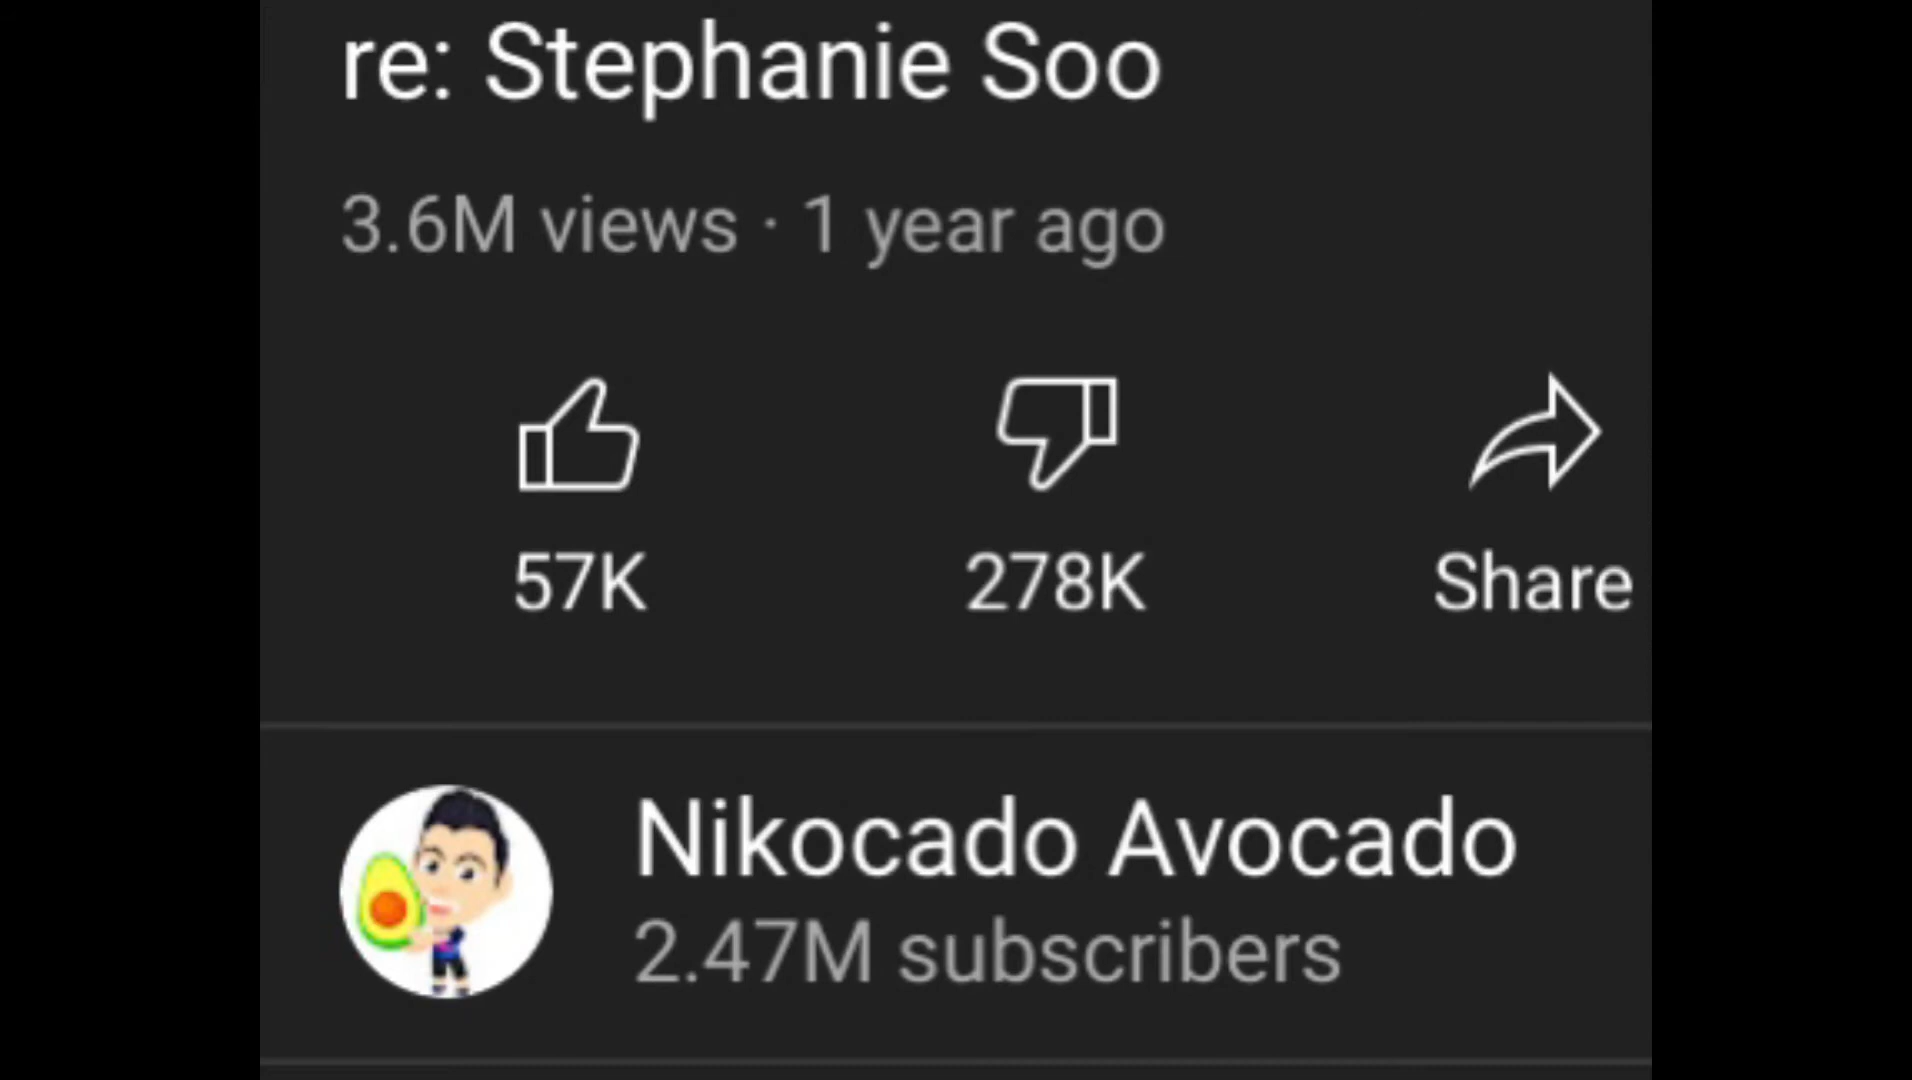 re: Stephanie Soo
3.6M views · 1 year ago
57K 278K Share
Nikocado Avocado
2.47M subscribers